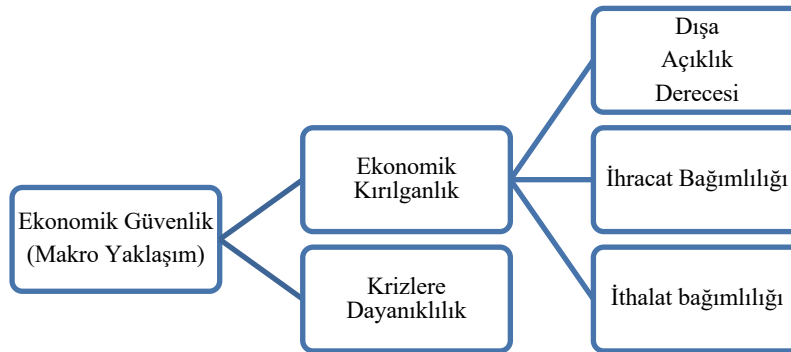 Ekonomik Güvenlik
(Makro Yaklaşım)
Ekonomik
Kırılganlık
Krizlere
Dayanıklılık
Dışa
Açıklık
Derecesi
İhracat Bağımlılığı
İthalat bağımlılığı